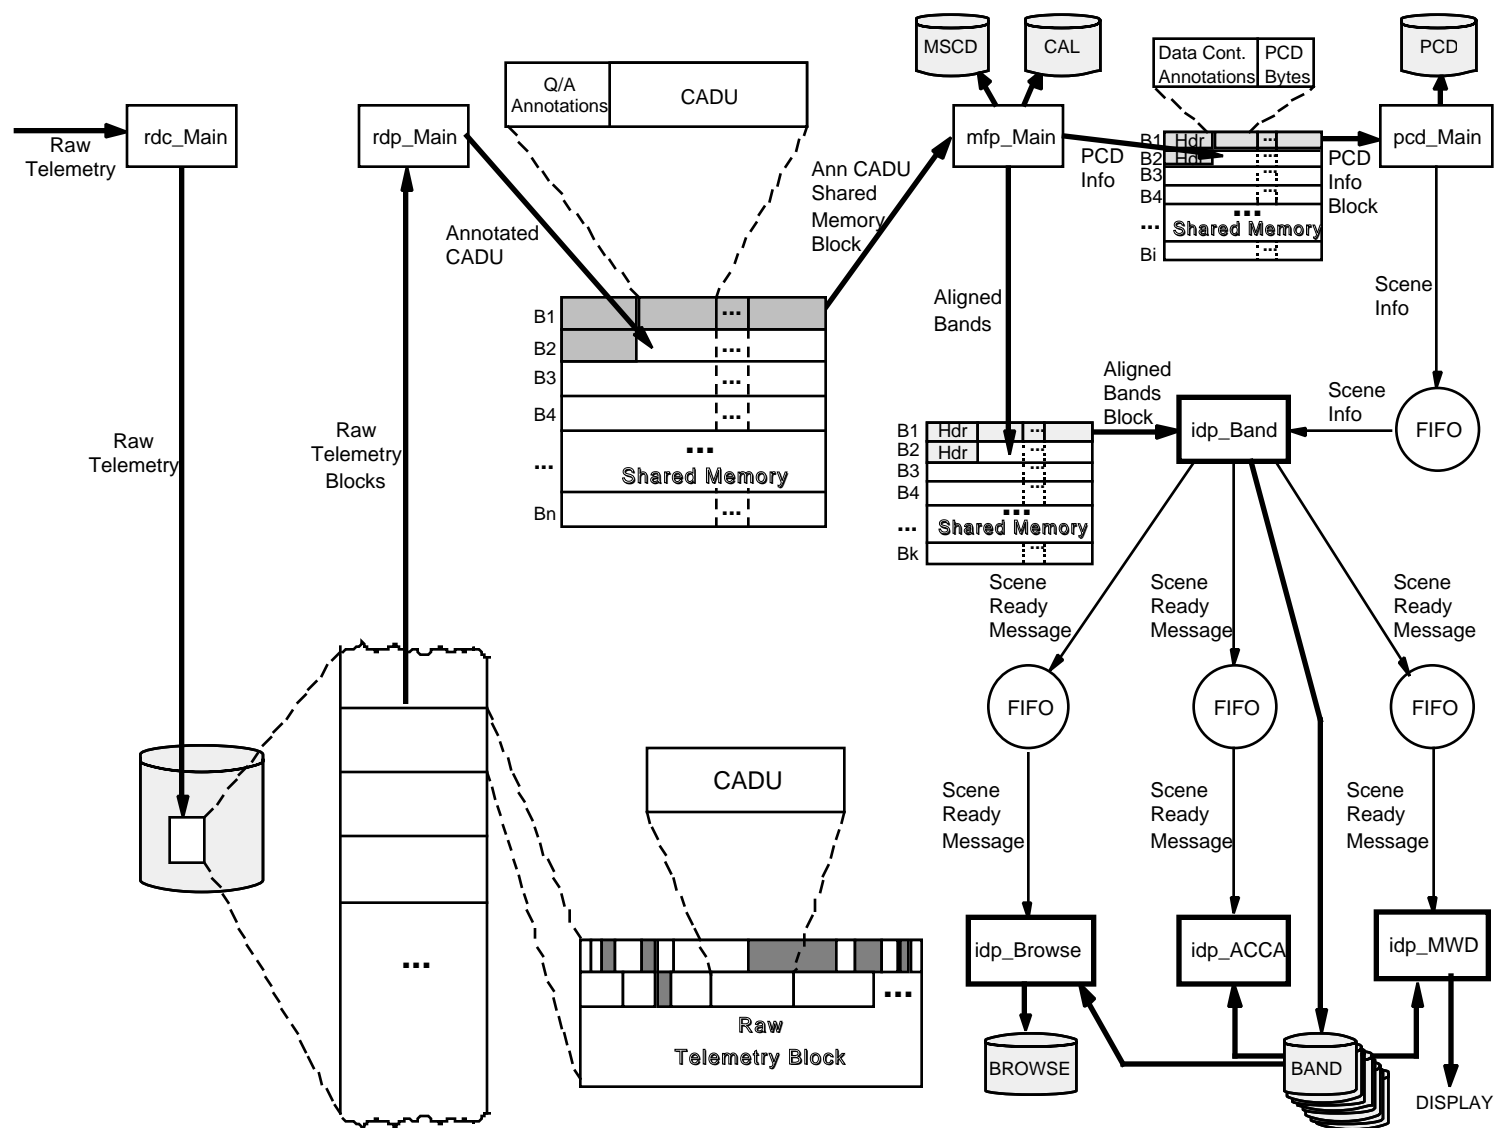 MSCD
CAL
PCD
Data Cont.
Annotations
PCD
Bytes
Q/A
Annotations
CADU
Raw
Telemetry
rdc_Main
rdp_Main
mfp_Main
pcd_Main
Ann CADU
Shared
Memory
Block
PCD
Info
B1
Hdr
...
B2
Hdr
...
B3
...
B4
...
...
...
Shared Memory
Bi
...
PCD
Info
Block
Annotated
CADU
Scene
Info
Aligned
Bands
B1
...
B2
...
B3
...
B4
...
...
...
Shared Memory
Bn
...
Raw
Telemetry
Raw
Telemetry
Blocks
Aligned
Bands
Block
Scene
Info
idp_Band
FIFO
B1
Hdr
...
B2
Hdr
...
B3
...
B4
...
...
...
Shared Memory
Bk
...
Scene
Ready
Message
Scene
Ready
Message
Scene
Ready
Message
FIFO
FIFO
FIFO
CADU
Scene
Ready
Message
Scene
Ready
Message
Scene
Ready
Message
...
idp_Browse
idp_ACCA
idp_MWD
...
Raw
Telemetry Block
BROWSE
BAND
DISPLAY